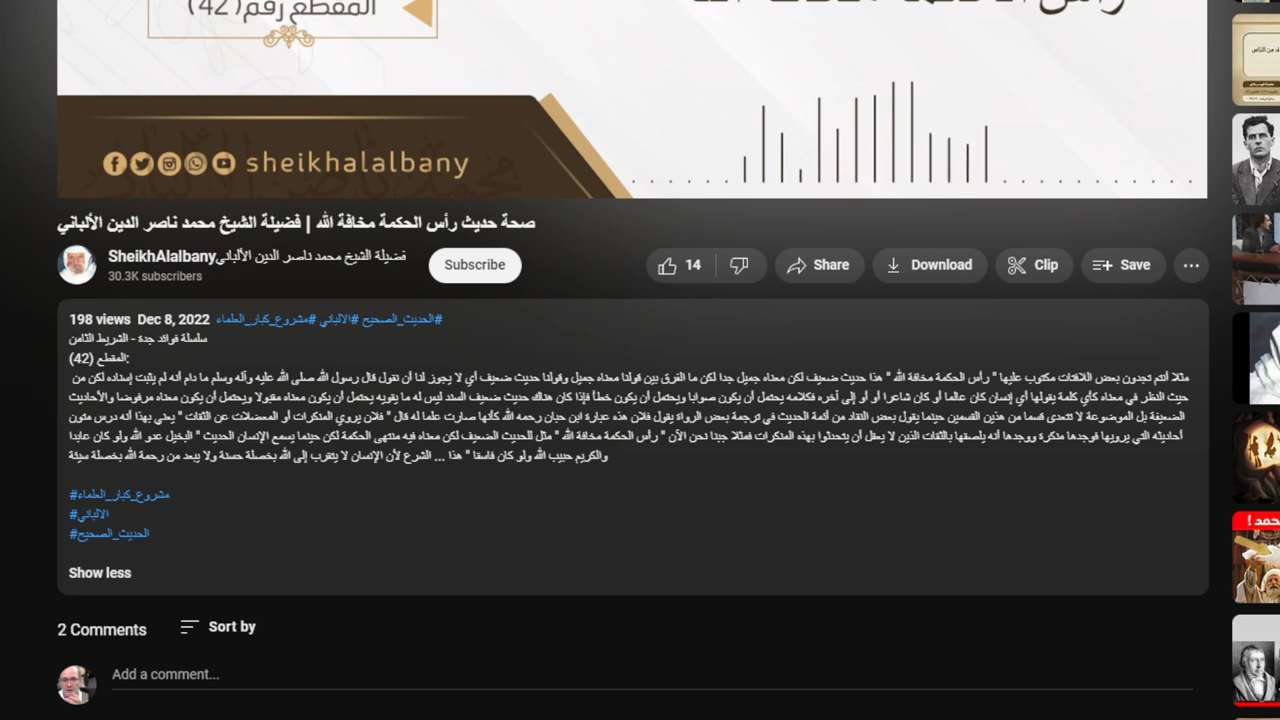 المقطع رقم (42)
sheikhalalbany
صحة حديث رأس الحكمة مخافة الله | فضيلة الشيخ محمد ناصر الدين الألباني
SheikhAlalbanyفضيلة الشيخ محمد ناصر الدين الألباني
30.3K subscribers
Subscribe
14
Share
Download
Clip
Save
198 views Dec 8, 2022 #الحديث_الصحيح #الالباني #مشروع_كبار_العلماء
سلسلة فوائد جدة - الشريط الثامن
المقطع (42):
مثلا أنتم تجدون بعض اللافتات مكتوب عليها " رأس الحكمة مخافة الله " هذا حديث ضعيف لكن معناه جميل جدا لكن ما الفرق بين قولنا معناه جميل وقولنا حديث ضعيف أي لا يجوز لنا أن نقول قال رسول الله صلى الله عليه وآله وسلم ما دام أنه لم يثبت إسناده لكن من
حيث النظر في معناه كأي كلمة يقولها أي إنسان كان عالما أو كان شاعرا أو أو إلى آخره فكلامه يحتمل أن يكون صوابا ويحتمل أن يكون خطأ فإذا كان هناك حديث ضعيف السند ليس له ما يقويه يحتمل أن يكون معناه مقبولا ويحتمل أن يكون معناه مرفوضا والأحاديث
الضعيفة بل الموضوعة لا تتعدى قسما من هذين القسمين حينما يقول بعض النقاد من أئمة الحديث في ترجمة بعض الرواة يقول فلان هذه عبارة ابن حبان رحمه الله كأنها صارت علما له قال " فلان يروي المنكرات أو المعضلات عن الثقات " يعني بهذا أنه درس متون
أحاديثه التي يرويها فوجدها منكرة ووجدها أنه يلصقها بالثقات الذين لا يعقل أن يتحدثوا بهذه المنكرات فمثلا جبنا نحن الآن " رأس الحكمة مخافة الله " مثل للحديث الضعيف لكن معناه فيه منتهى الحكمة لكن حينما يسمع الإنسان الحديث " البخيل عدو الله ولو كان عابدا
والكريم حبيب الله ولو كان فاسقا " هذا ... الشرع لأن الإنسان لا يتقرب إلى الله بخصلة حسنة ولا يبعد من رحمة الله بخصلة سيئة
#مشروع_كبار_العلماء
#الالباني
#الحديث_الصحيح
Show less
2 Comments
Sort by
Add a comment...